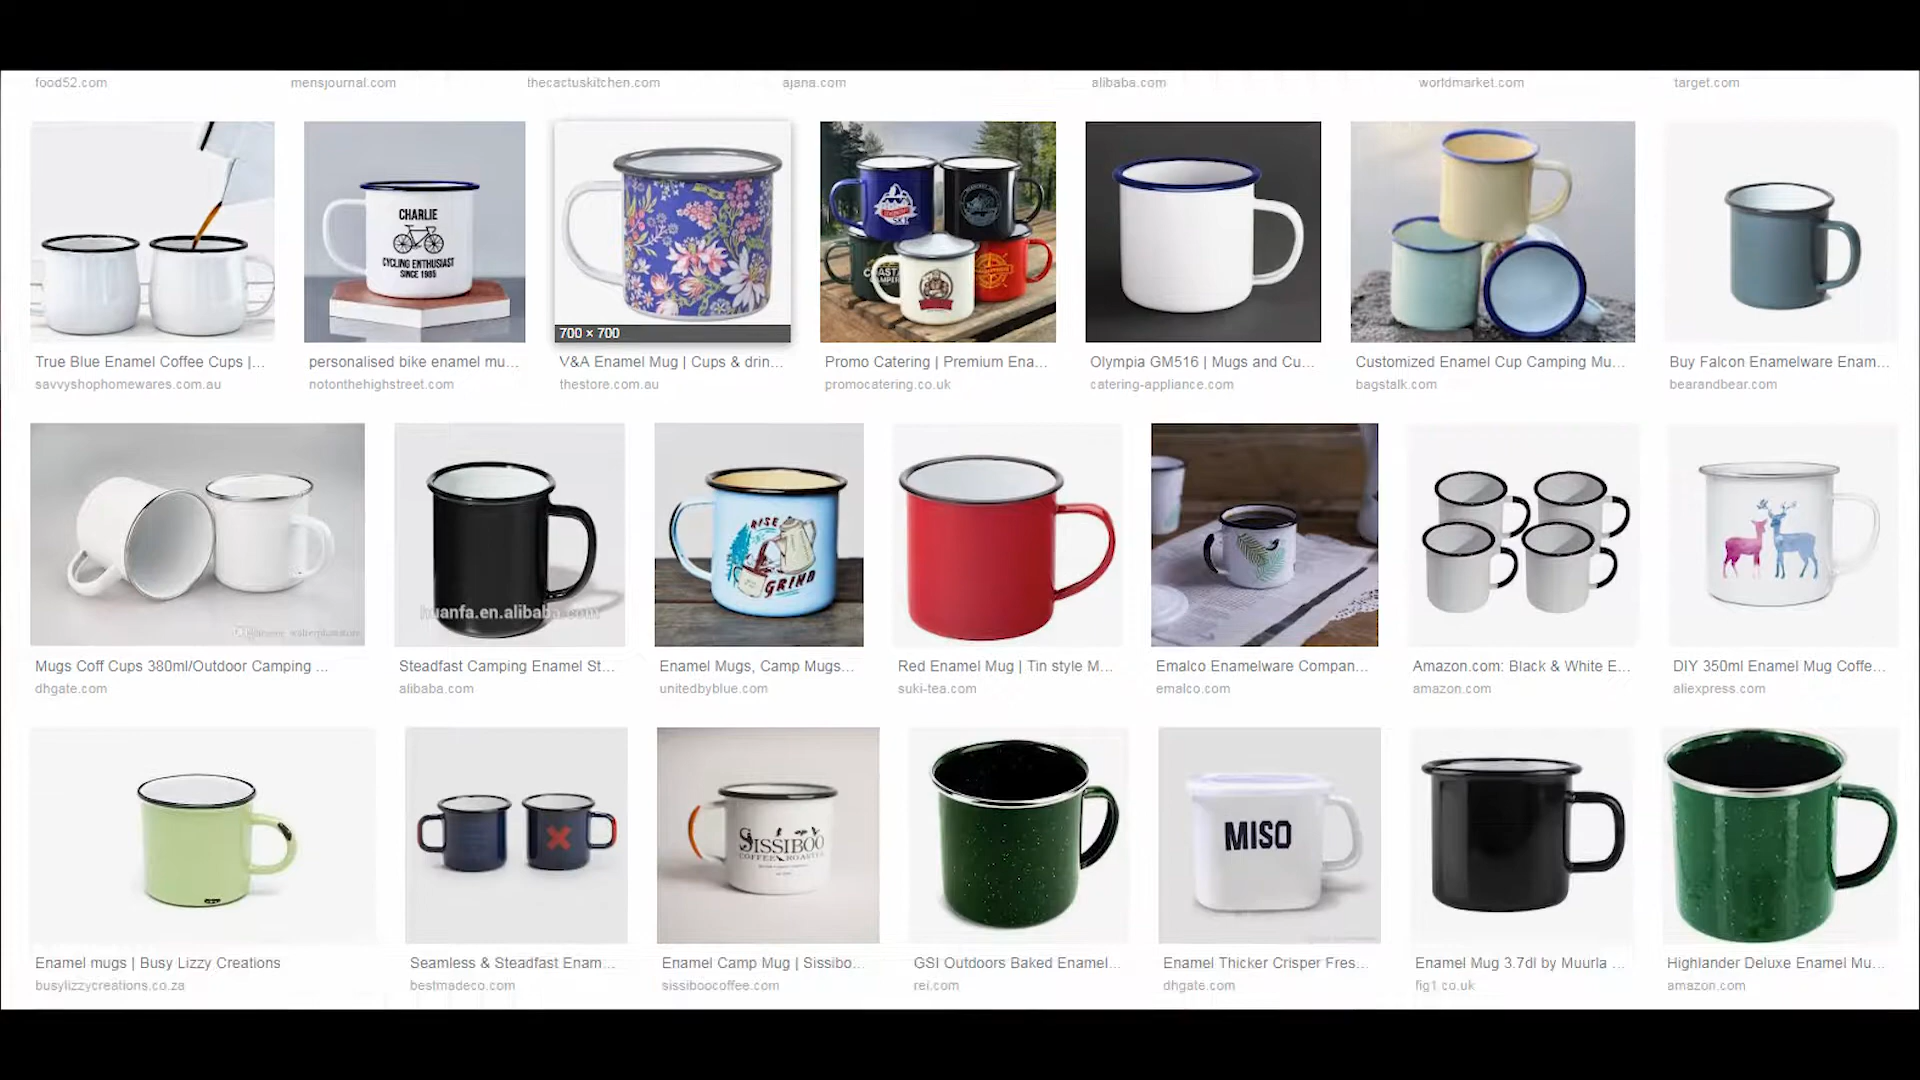 food52.com
mensjournal.com
thecactuskitchen.com
ajana.com
alibaba.com
worldmarket.com
target.com
CHARLIE
CYCLING ENTHUSIAST
SINCE 1985
700 × 700
True Blue Enamel Coffee Cups |...
savvyshophomewares.com.au
personalised bike enamel mu...
notonthehighstreet.com
V&A Enamel Mug | Cups & drin...
thestore.com.au
Promo Catering | Premium Ena...
promocatering.co.uk
Olympia GM516 | Mugs and Cu...
catering-appliance.com
Customized Enamel Cup Camping Mu...
bagstalk.com
Buy Falcon Enamelware Enam...
bearandbear.com
huanfa.en.alibaba.com
RISE
GRIND
Mugs Coff Cups 380ml/Outdoor Camping ...
dhgate.com
Steadfast Camping Enamel St...
alibaba.com
Enamel Mugs, Camp Mugs...
unitedbyblue.com
Red Enamel Mug | Tin style M...
suki-tea.com
Emalco Enamelware Compan...
emalco.com
Amazon.com: Black & White E...
amazon.com
DIY 350ml Enamel Mug Coffe...
aliexpress.com
SISSIBOO
COFFEE ROASTER
MISO
Enamel mugs | Busy Lizzy Creations
busylizzycreations.co.za
Seamless & Steadfast Enam...
bestmadeco.com
Enamel Camp Mug | Sissibo...
sissiboocoffee.com
GSI Outdoors Baked Enamel...
rei.com
Enamel Thicker Crisper Fres...
dhgate.com
Enamel Mug 3.7dl by Muurla ...
fig1.co.uk
Highlander Deluxe Enamel Mu...
amazon.com